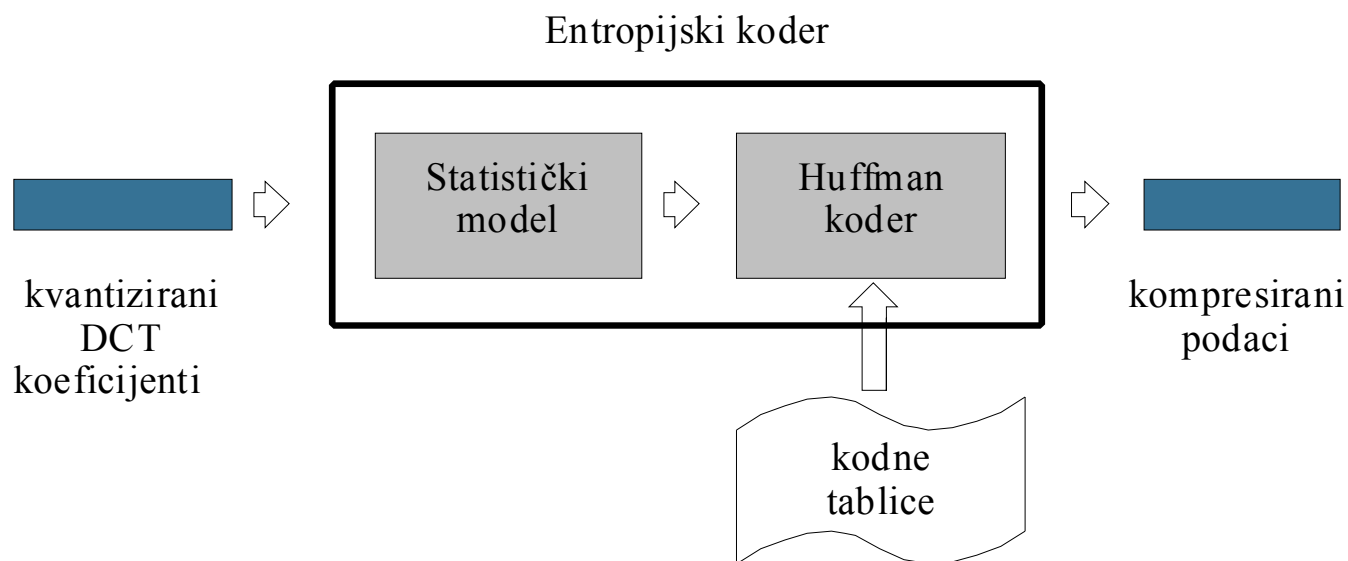 Entropijski koder
Statistički
model
Huffman
koder
kvantizirani
DCT
koeficijenti
kompresirani
podaci
kodne
tablice